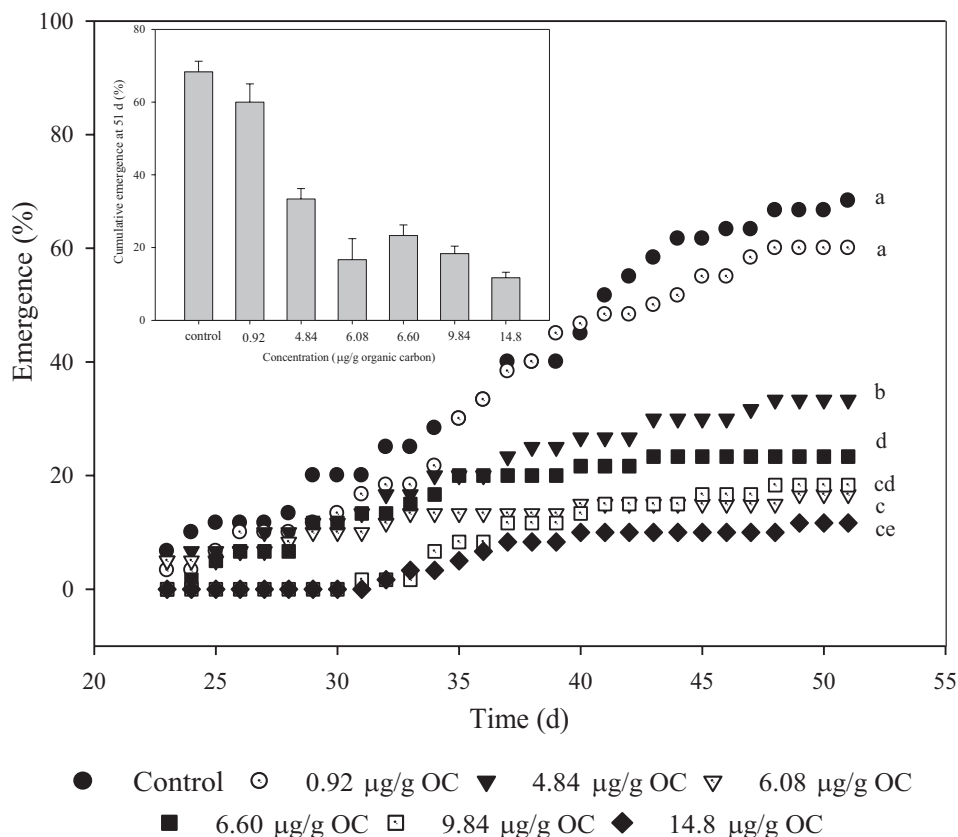 100
80
60
40
20
0
Emergence (%)
80
60
40
20
0
Cumulative emergence at 51 d (%)
control 0.92 4.84 6.08 6.60 9.84 14.8
Concentration (µg/g organic carbon)
a
a
b
d
cd
c
ce
20 25 30 35 40 45 50 55
Time (d)
Control 0.92 µg/g OC 4.84 µg/g OC 6.08 µg/g OC
6.60 µg/g OC 9.84 µg/g OC 14.8 µg/g OC